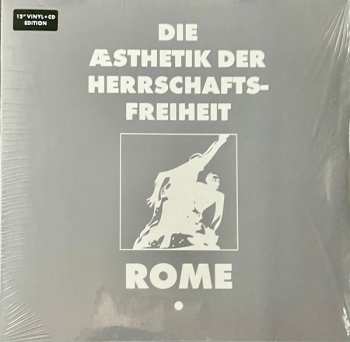 12" VINYL+CD
EDITION
DIE
ÆSTHETIK DER
HERRSCHAFTS-
FREIHEIT
ROME